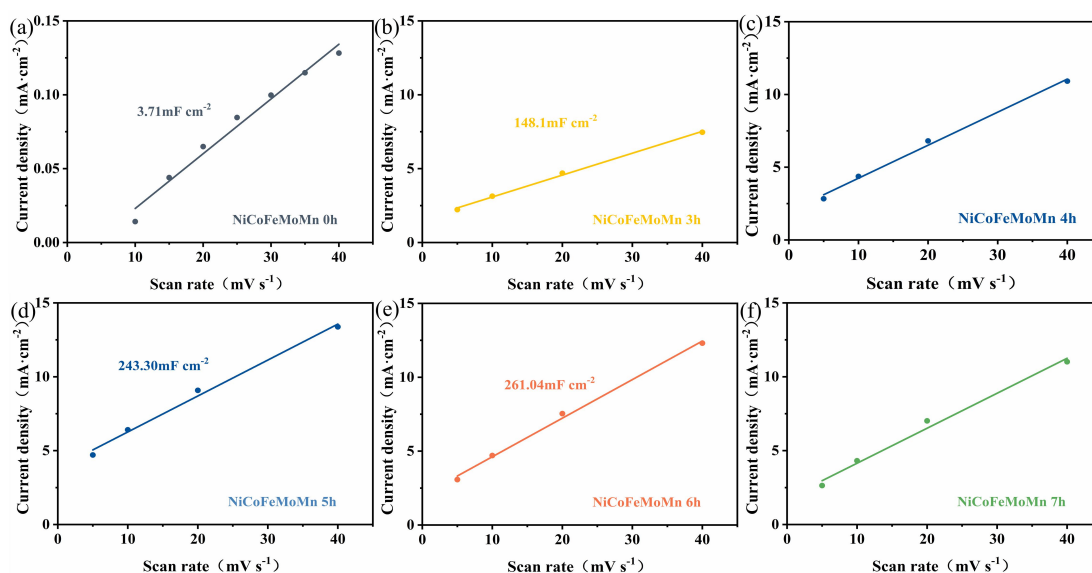 (a)
Current density（mA·cm⁻²）
0.15
0.10
0.05
0.00
3.71mF cm⁻²
NiCoFeMoMn 0h
0 10 20 30 40
Scan rate（mV s⁻¹）
(b)
Current density（mA·cm⁻²）
15
10
5
0
148.1mF cm⁻²
NiCoFeMoMn 3h
0 10 20 30 40
Scan rate（mV s⁻¹）
(c)
Current density（mA·cm⁻²）
15
10
5
0
NiCoFeMoMn 4h
0 10 20 30 40
Scan rate（mV s⁻¹）
(d)
Current density（mA·cm⁻²）
15
10
5
0
243.30mF cm⁻²
NiCoFeMoMn 5h
0 10 20 30 40
Scan rate（mV s⁻¹）
(e)
Current density（mA·cm⁻²）
15
10
5
0
261.04mF cm⁻²
NiCoFeMoMn 6h
0 10 20 30 40
Scan rate（mV s⁻¹）
(f)
Current density（mA·cm⁻²）
15
10
5
0
NiCoFeMoMn 7h
0 10 20 30 40
Scan rate（mV s⁻¹）